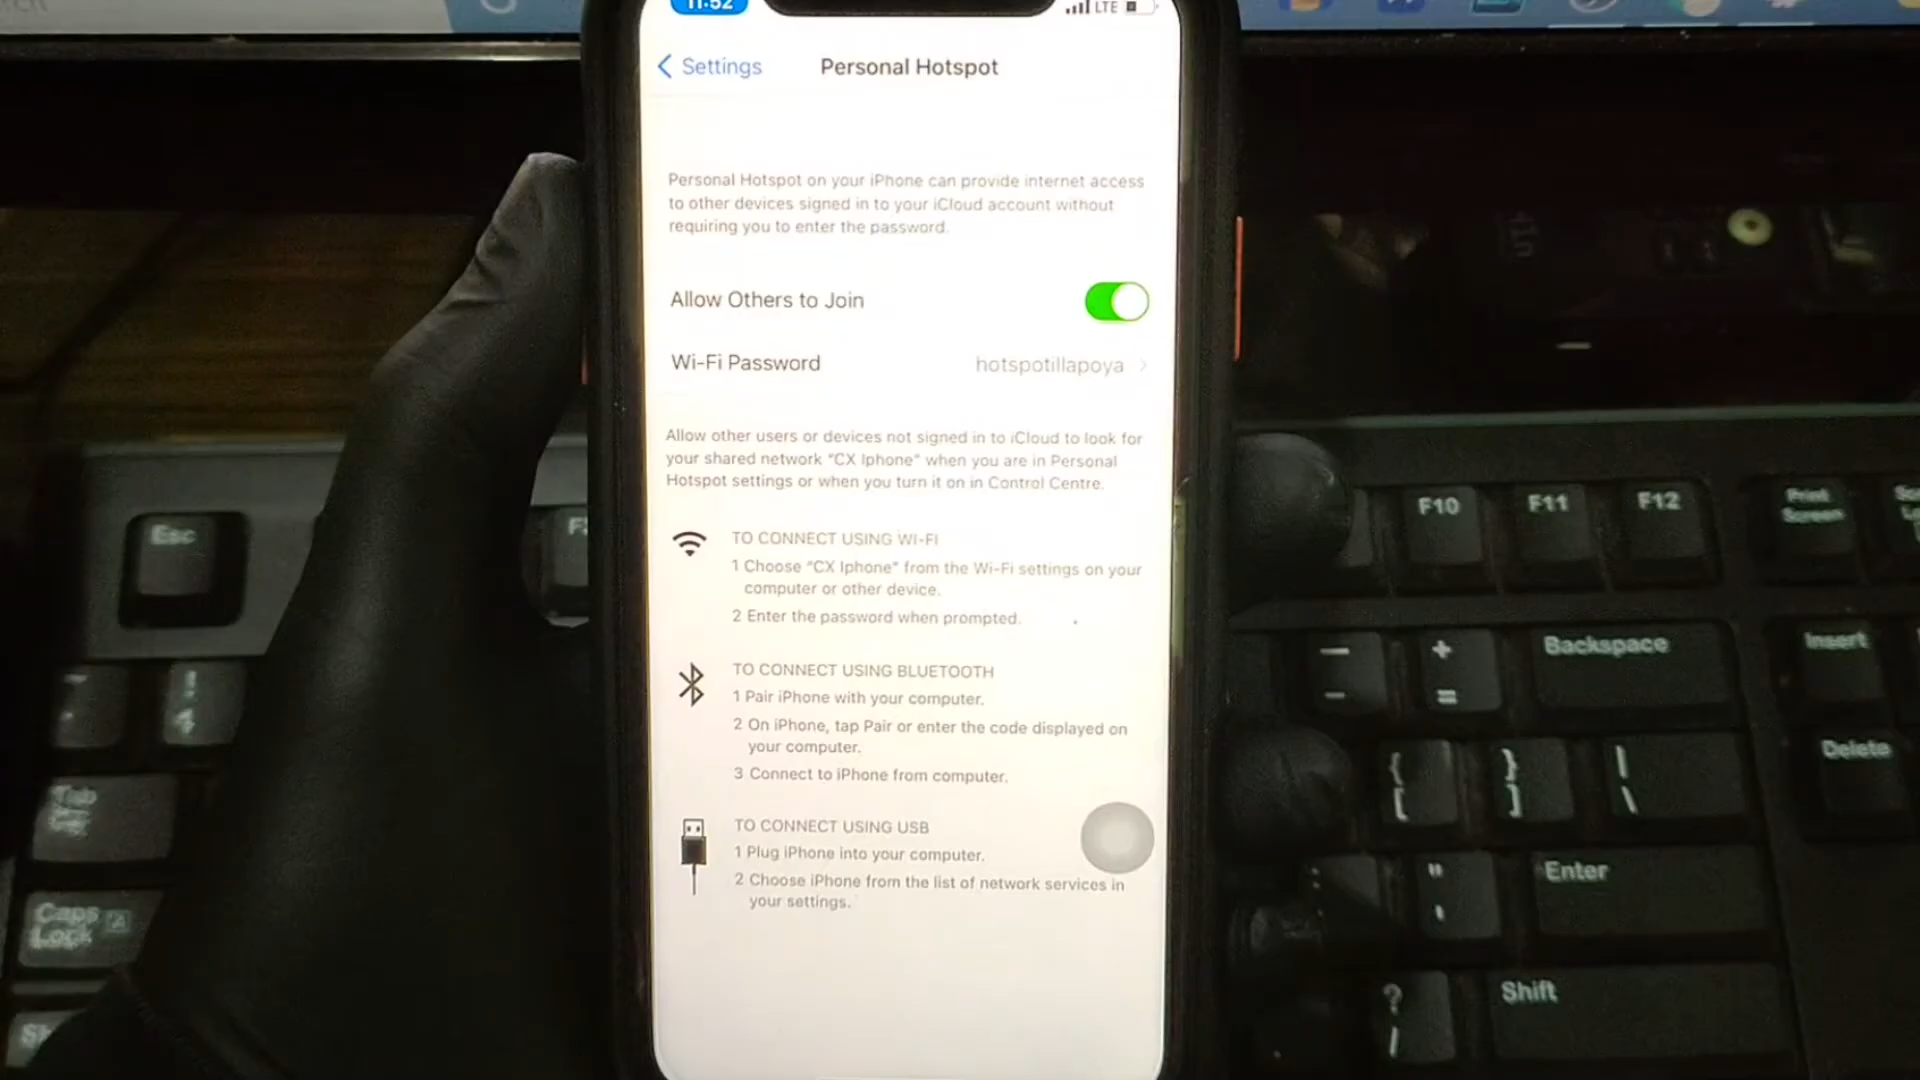 11:52
LTE
Settings
Personal Hotspot
Personal Hotspot on your iPhone can provide internet access
to other devices signed in to your iCloud account without
requiring you to enter the password.
Allow Others to Join
Wi-Fi Password hotspotillapoya
Allow other users or devices not signed in to iCloud to look for
your shared network “CX Iphone” when you are in Personal
Hotspot settings or when you turn it on in Control Centre.
TO CONNECT USING WI-FI
1 Choose “CX Iphone” from the Wi-Fi settings on your
computer or other device.
2 Enter the password when prompted.
TO CONNECT USING BLUETOOTH
1 Pair iPhone with your computer.
2 On iPhone, tap Pair or enter the code displayed on
your computer.
3 Connect to iPhone from computer.
TO CONNECT USING USB
1 Plug iPhone into your computer.
2 Choose iPhone from the list of network services in
your settings.
Esc
F10
F11
F12
Print
Screen
Backspace
Insert
Tab
Delete
Caps
Lock
A
Enter
Shift